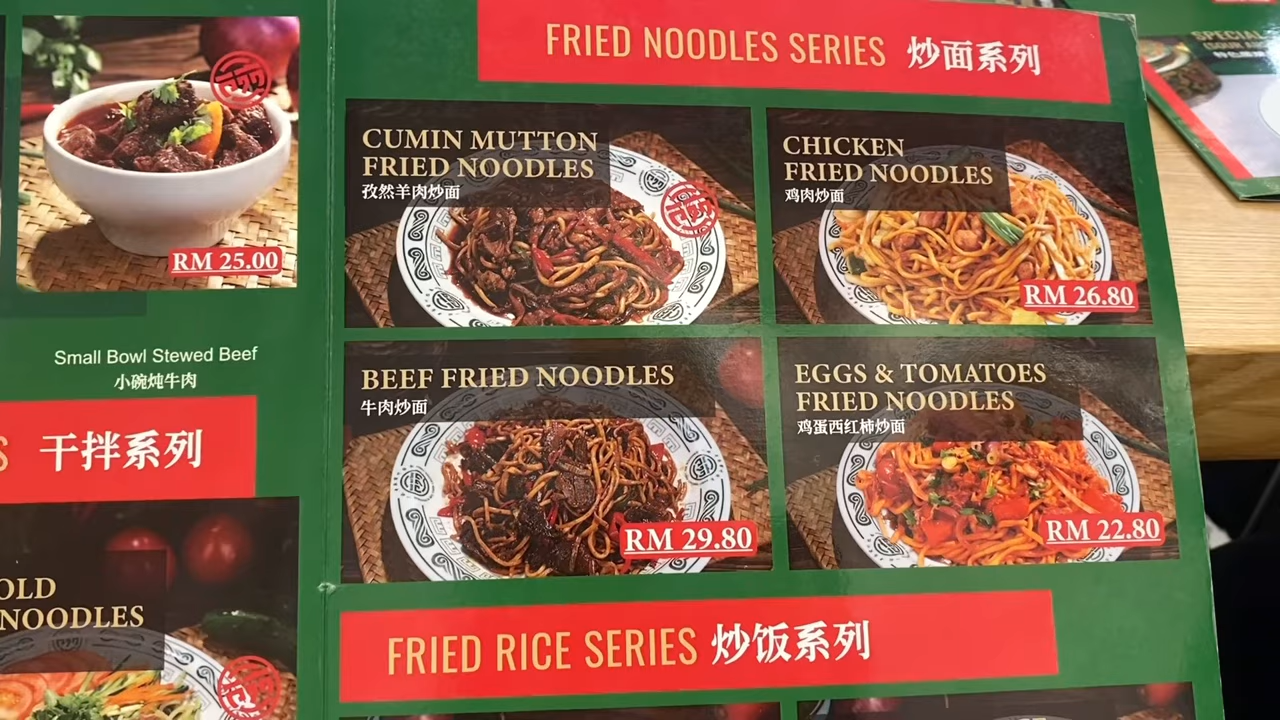 RM 25.00
Small Bowl Stewed Beef
小碗炖牛肉
S 干拌系列
OLD
NOODLES
FRIED NOODLES SERIES 炒面系列
CUMIN MUTTON
FRIED NOODLES
孜然羊肉炒面
CHICKEN
FRIED NOODLES
鸡肉炒面
RM 26.80
BEEF FRIED NOODLES
牛肉炒面
RM 29.80
EGGS & TOMATOES
FRIED NOODLES
鸡蛋西红柿炒面
RM 22.80
FRIED RICE SERIES 炒饭系列
SPECIAL